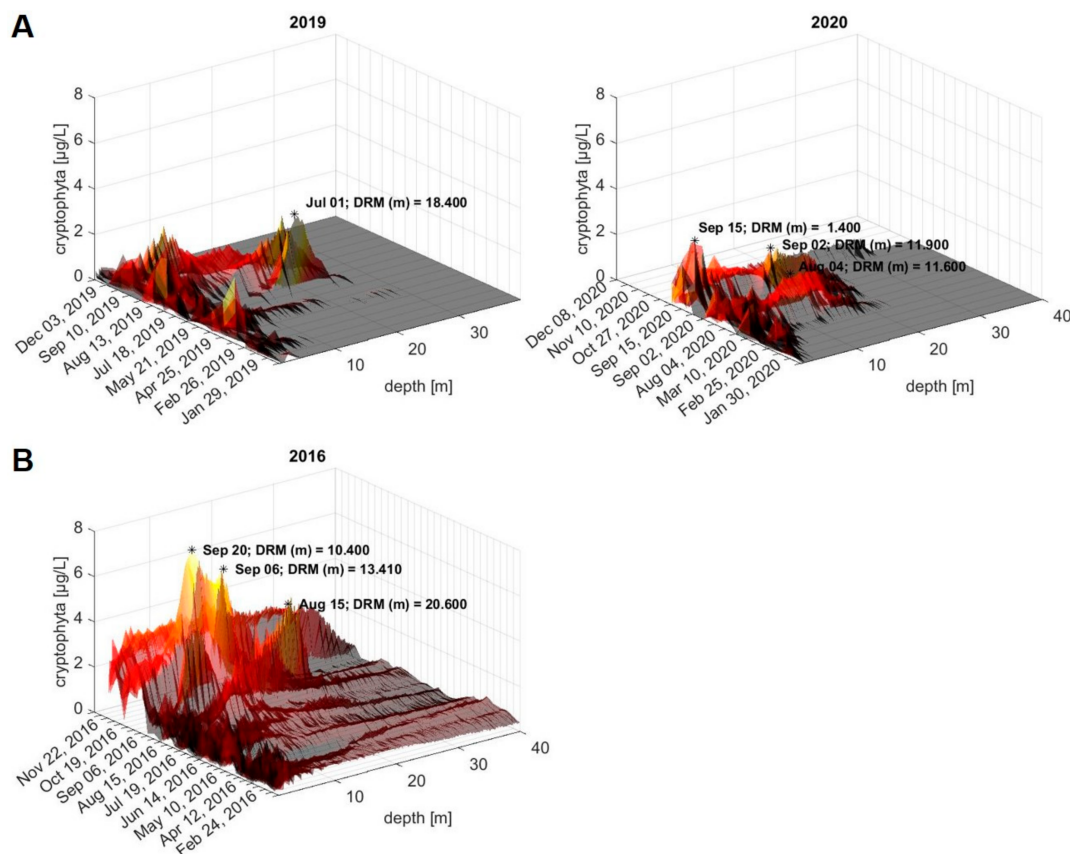 A
2019
2020
8
6
4
2
0
cryptophyta [µg/L]
Jul 01; DRM (m) = 18.400
Dec 03, 2019
Sep 10, 2019
Aug 13, 2019
Jul 18, 2019
May 21, 2019
Apr 25, 2019
Feb 26, 2019
Jan 29, 2019
10
20
30
depth [m]
8
6
4
2
0
cryptophyta [µg/L]
Sep 15; DRM (m) =  1.400
Sep 02; DRM (m) = 11.900
Aug 04; DRM (m) = 11.600
Dec 08, 2020
Nov 10, 2020
Oct 27, 2020
Sep 15, 2020
Sep 02, 2020
Aug 04, 2020
Mar 10, 2020
Feb 25, 2020
Jan 30, 2020
10
20
30
40
depth [m]
B
2016
8
6
4
2
0
cryptophyta [µg/L]
Sep 20; DRM (m) = 10.400
Sep 06; DRM (m) = 13.410
Aug 15; DRM (m) = 20.600
Nov 22, 2016
Oct 19, 2016
Sep 06, 2016
Aug 15, 2016
Jul 19, 2016
Jun 14, 2016
May 10, 2016
Apr 12, 2016
Feb 24, 2016
10
20
30
40
depth [m]